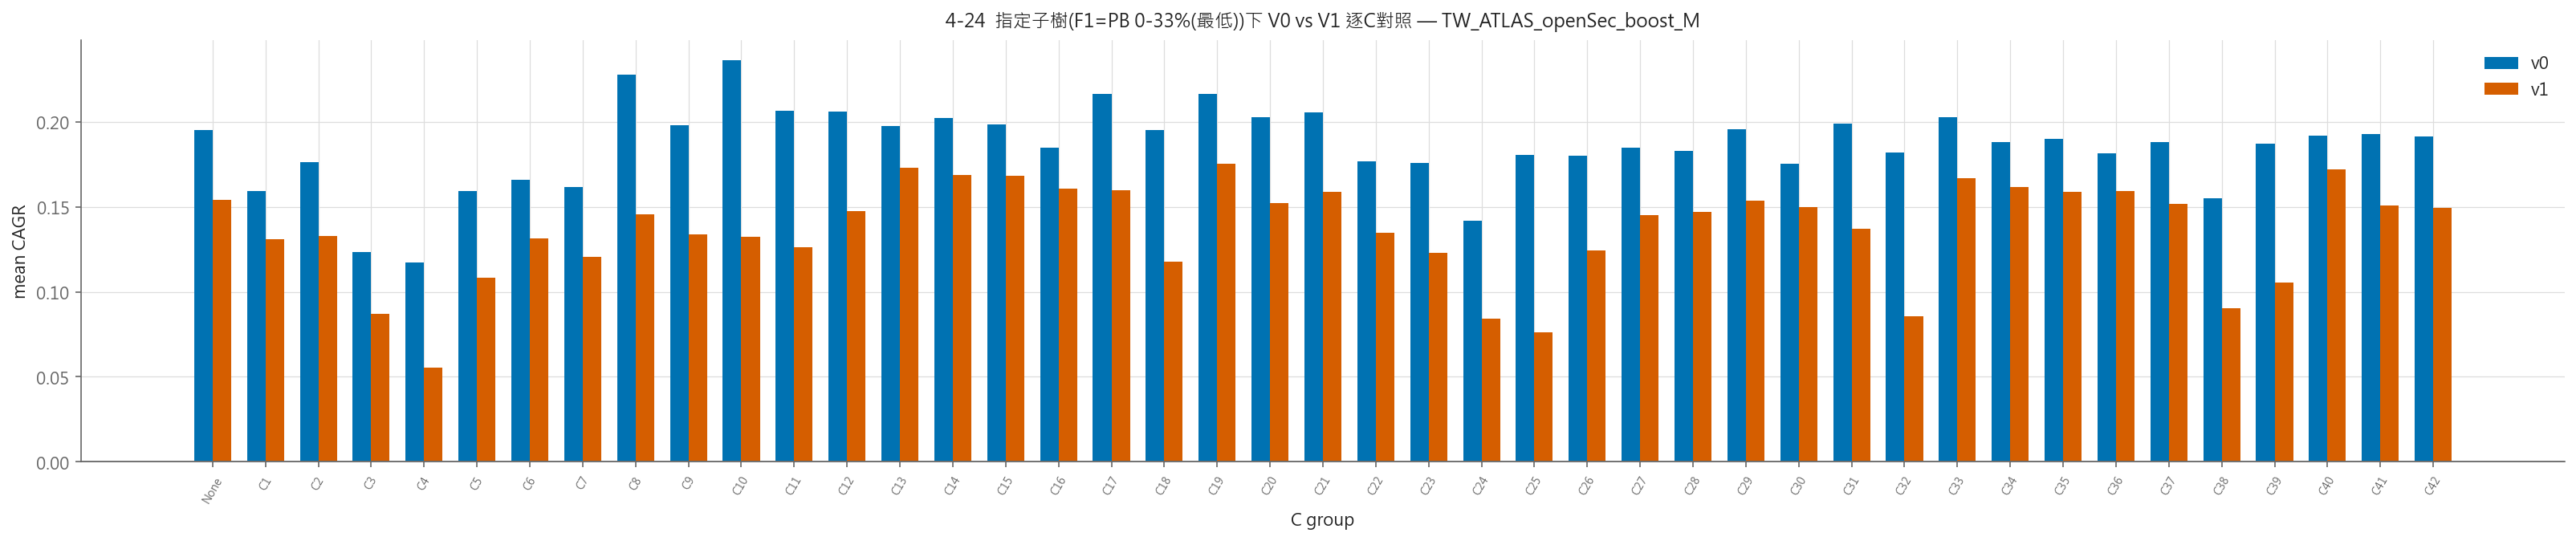 4-24 指定子樹(F1=PB 0-33%(最低))下 V0 vs V1 逐C對照 — TW_ATLAS_openSec_boost_M
v0
v1
mean CAGR
0.20
0.15
0.10
0.05
0.00
None C1 C2 C3 C4 C5 C6 C7 C8 C9 C10 C11 C12 C13 C14 C15 C16 C17 C18 C19 C20 C21 C22 C23 C24 C25 C26 C27 C28 C29 C30 C31 C32 C33 C34 C35 C36 C37 C38 C39 C40 C41 C42
C group